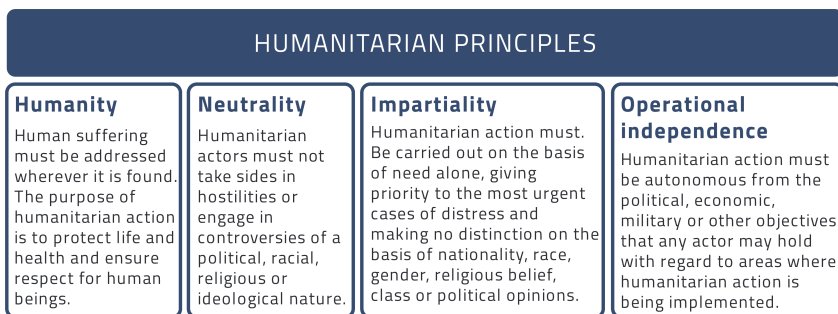 HUMANITARIAN PRINCIPLES
Humanity
Human suffering
must be addressed
wherever it is found.
The purpose of
humanitarian action
is to protect life and
health and ensure
respect for human
beings.
Neutrality
Humanitarian
actors must not
take sides in
hostilities or
engage in
controversies of a
political, racial,
religious or
ideological nature.
Impartiality
Humanitarian action must.
Be carried out on the basis
of need alone, giving
priority to the most urgent
cases of distress and
making no distinction on the
basis of nationality, race,
gender, religious belief,
class or political opinions.
Operational
independence
Humanitarian action must
be autonomous from the
political, economic,
military or other objectives
that any actor may hold
with regard to areas where
humanitarian action is
being implemented.